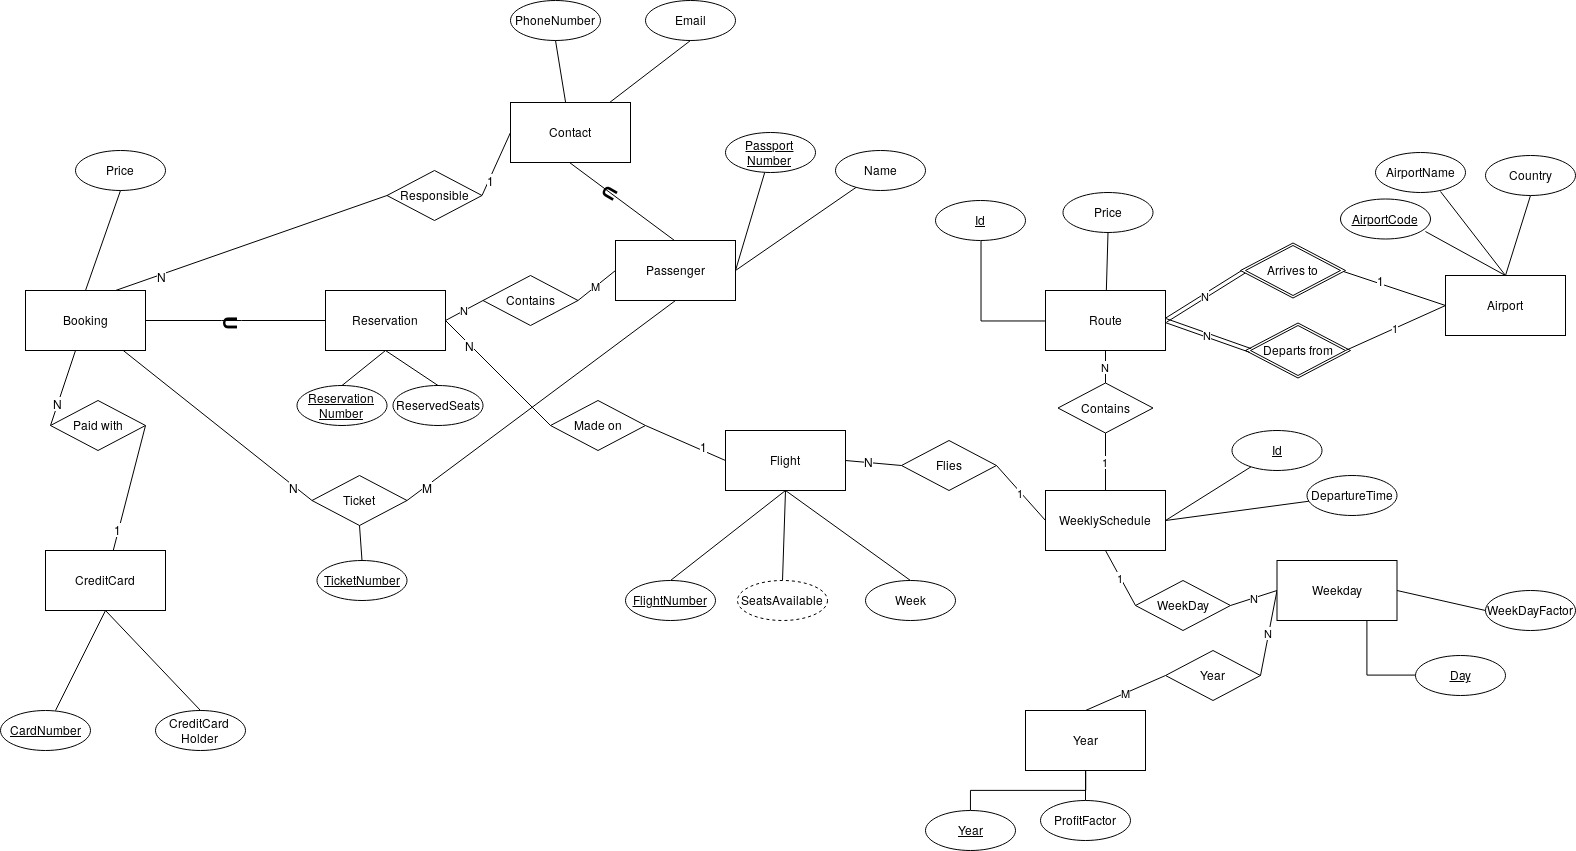 PhoneNumber
Email
Contact
Passport
Number
Name
Price
Responsible
1
N
U
AirportName
Country
Id
Price
AirportCode
Booking
U
Reservation
N
Contains
M
Passenger
Route
N
Arrives to
1
Airport
N
Departs from
1
N
Reservation
Number
ReservedSeats
N
Paid with
Made on
1
N
Contains
1
Flight
N
Flies
1
Id
DepartureTime
WeeklySchedule
N
Ticket
M
1
CreditCard
TicketNumber
FlightNumber
SeatsAvailable
Week
1
WeekDay
N
Weekday
WeekDayFactor
N
Year
M
Day
CardNumber
CreditCard
Holder
Year
Year
ProfitFactor